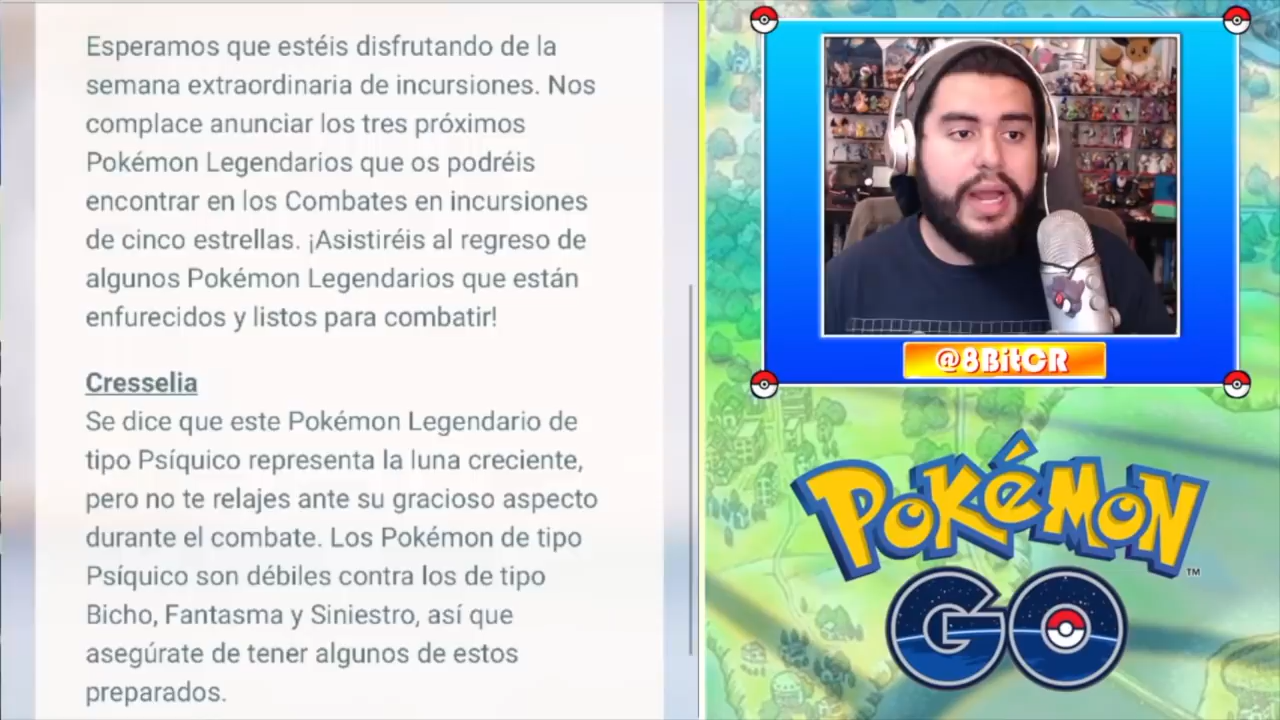 Esperamos que estéis disfrutando de la
semana extraordinaria de incursiones. Nos
complace anunciar los tres próximos
Pokémon Legendarios que os podréis
encontrar en los Combates en incursiones
de cinco estrellas. ¡Asistiréis al regreso de
algunos Pokémon Legendarios que están
enfurecidos y listos para combatir!
Cresselia
Se dice que este Pokémon Legendario de
tipo Psíquico representa la luna creciente,
pero no te relajes ante su gracioso aspecto
durante el combate. Los Pokémon de tipo
Psíquico son débiles contra los de tipo
Bicho, Fantasma y Siniestro, así que
asegúrate de tener algunos de estos
preparados.
@8BitCR
POKéMON
TM
GO